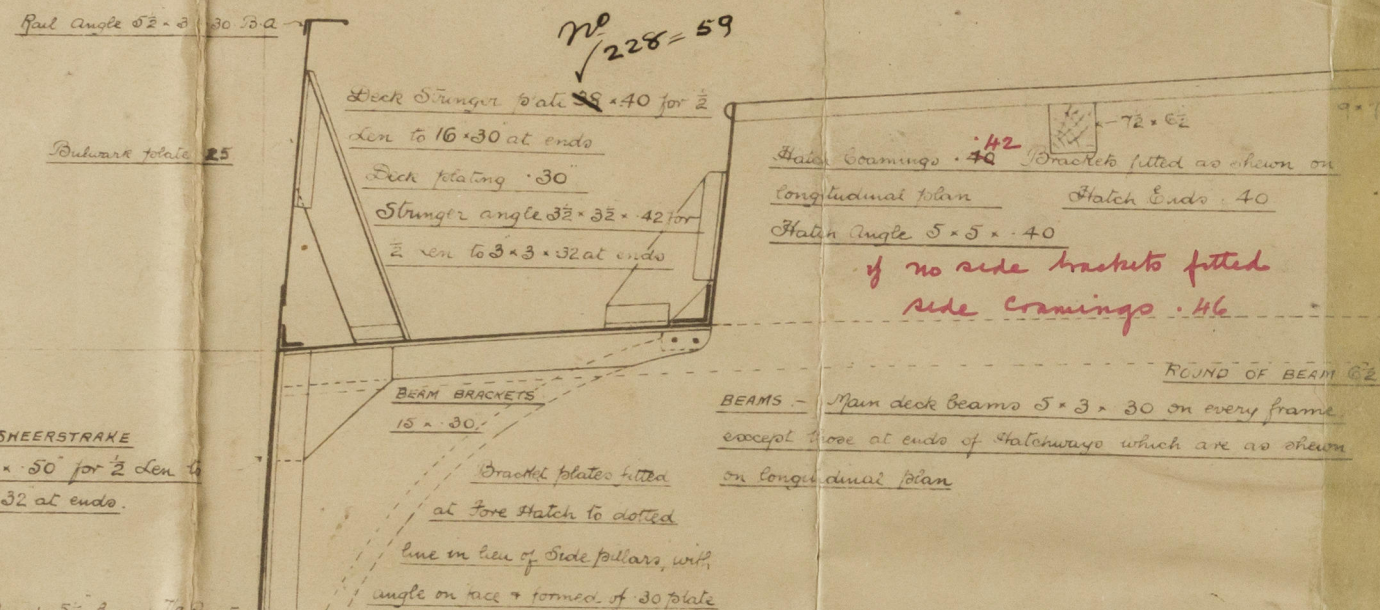 Rail Angle 5½ × 3 × 30 B.A
No
228 = 59
Deck Stringer plate 38 × .40 for ½
Len to 16 × .30 at ends
Deck plating .30
Stringer angle 3½ × 3½ × .42 for
½ Len to 3 × 3 × .32 at ends
Bulwark plate 25
7½ × 6½
.42
Hatch Coamings .40 Brackets fitted as shewn on
longitudinal plan Hatch Ends .40
Hatch Angle 5 × 5 × .40
if no side brackets fitted
side coamings .46
ROUND OF BEAM 6½
BEAM BRACKETS
15 × .30.
BEAMS :- Main deck beams 5 × 3 × 30 on every frame
except those at ends of Hatchways which are as shewn
on longitudinal plan
SHEERSTRAKE
× .50 for ½ Len to
32 at ends.
Bracket plates fitted
at Fore Hatch to dotted
line in lieu of Side pillars, with
angle on face & formed of .30 plate